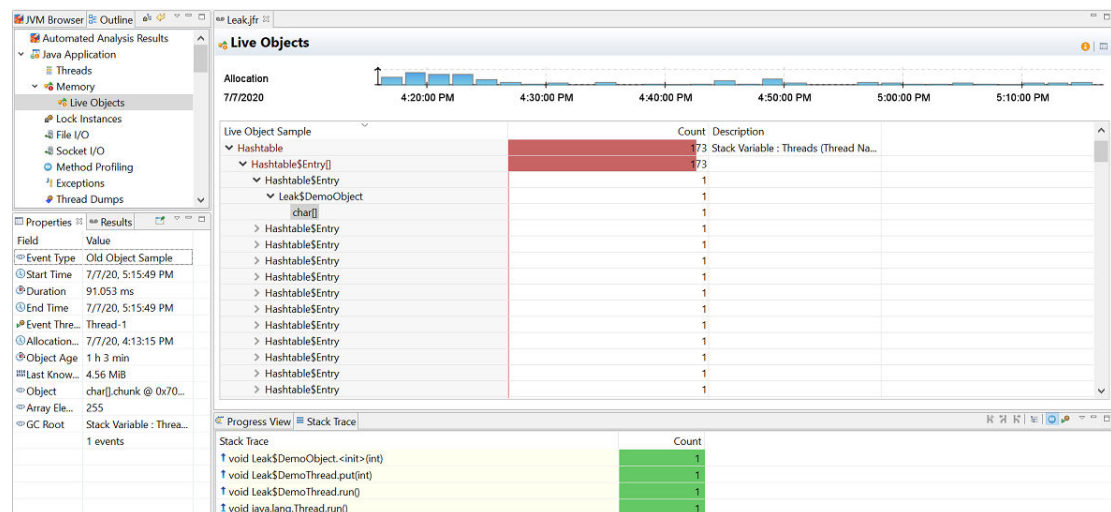 JVM Browser Outline
Automated Analysis Results
Java Application
Threads
Memory
Live Objects
Lock Instances
File I/O
Socket I/O
Method Profiling
Exceptions
Thread Dumps
Properties Results
Field Value
Event Type Old Object Sample
Start Time 7/7/20, 5:15:49 PM
Duration 91.053 ms
End Time 7/7/20, 5:15:49 PM
Event Thre... Thread-1
Allocation... 7/7/20, 4:13:15 PM
Object Age 1 h 3 min
Last Know... 4.56 MiB
Object char[].chunk @ 0x70...
Array Ele... 255
GC Root Stack Variable : Threa...
1 events
Leak.jfr
Live Objects
Allocation
7/7/2020 4:20:00 PM 4:30:00 PM 4:40:00 PM 4:50:00 PM 5:00:00 PM 5:10:00 PM
Live Object Sample Count Description
Hashtable 173 Stack Variable : Threads (Thread Na...
Hashtable$Entry[] 173
Hashtable$Entry 1
Leak$DemoObject 1
char[] 1
Hashtable$Entry 1
Hashtable$Entry 1
Hashtable$Entry 1
Hashtable$Entry 1
Hashtable$Entry 1
Hashtable$Entry 1
Hashtable$Entry 1
Hashtable$Entry 1
Hashtable$Entry 1
Hashtable$Entry 1
Hashtable$Entry 1
Progress View Stack Trace
Stack Trace Count
void Leak$DemoObject.<init>(int) 1
void Leak$DemoThread.put(int) 1
void Leak$DemoThread.run() 1
void java.lang.Thread.run() 1